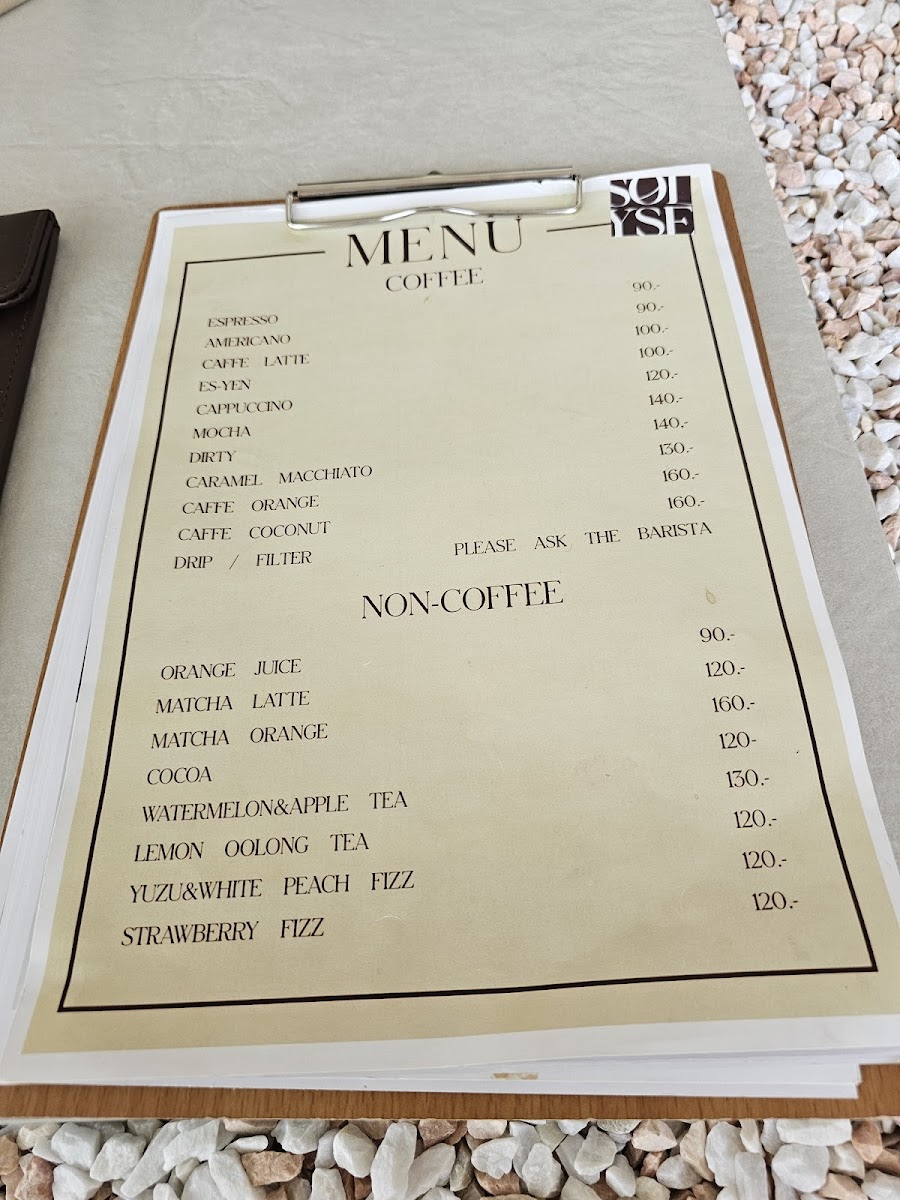 SØI
YSE
MENU
COFFEE
ESPRESSO 90.-
AMERICANO 90.-
CAFFE LATTE 100.-
ES-YEN 100.-
CAPPUCCINO 120.-
MOCHA 140.-
DIRTY 140.-
CARAMEL MACCHIATO 130.-
CAFFE ORANGE 160.-
CAFFE COCONUT 160.-
DRIP / FILTER PLEASE ASK THE BARISTA
NON-COFFEE
ORANGE JUICE 90.-
MATCHA LATTE 120.-
MATCHA ORANGE 160.-
COCOA 120-
WATERMELON&APPLE TEA 130.-
LEMON OOLONG TEA 120.-
YUZU&WHITE PEACH FIZZ 120.-
STRAWBERRY FIZZ 120.-